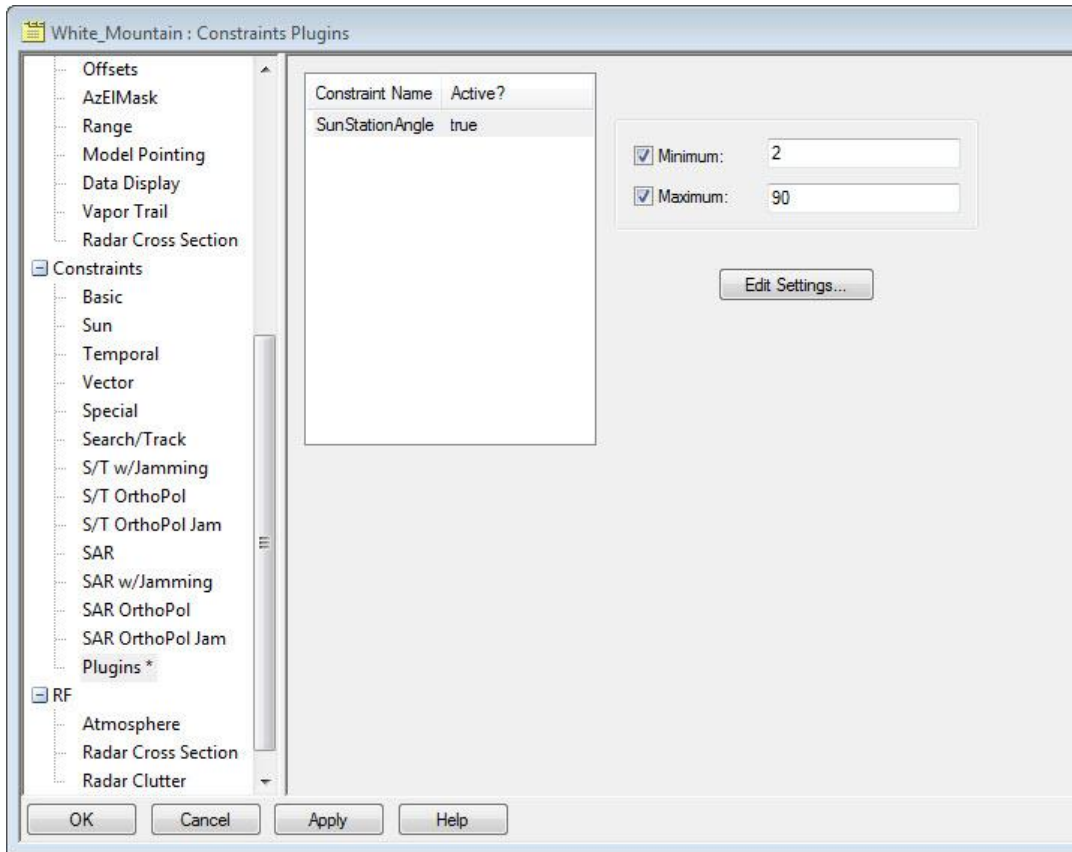 White_Mountain : Constraints Plugins
Offsets
AzElMask
Range
Model Pointing
Data Display
Vapor Trail
Radar Cross Section
Constraints
Basic
Sun
Temporal
Vector
Special
Search/Track
S/T w/Jamming
S/T OrthoPol
S/T OrthoPol Jam
SAR
SAR w/Jamming
SAR OrthoPol
SAR OrthoPol Jam
Plugins *
RF
Atmosphere
Radar Cross Section
Radar Clutter
Constraint Name Active?
SunStationAngle true
Minimum: 2
Maximum: 90
Edit Settings...
OK Cancel Apply Help